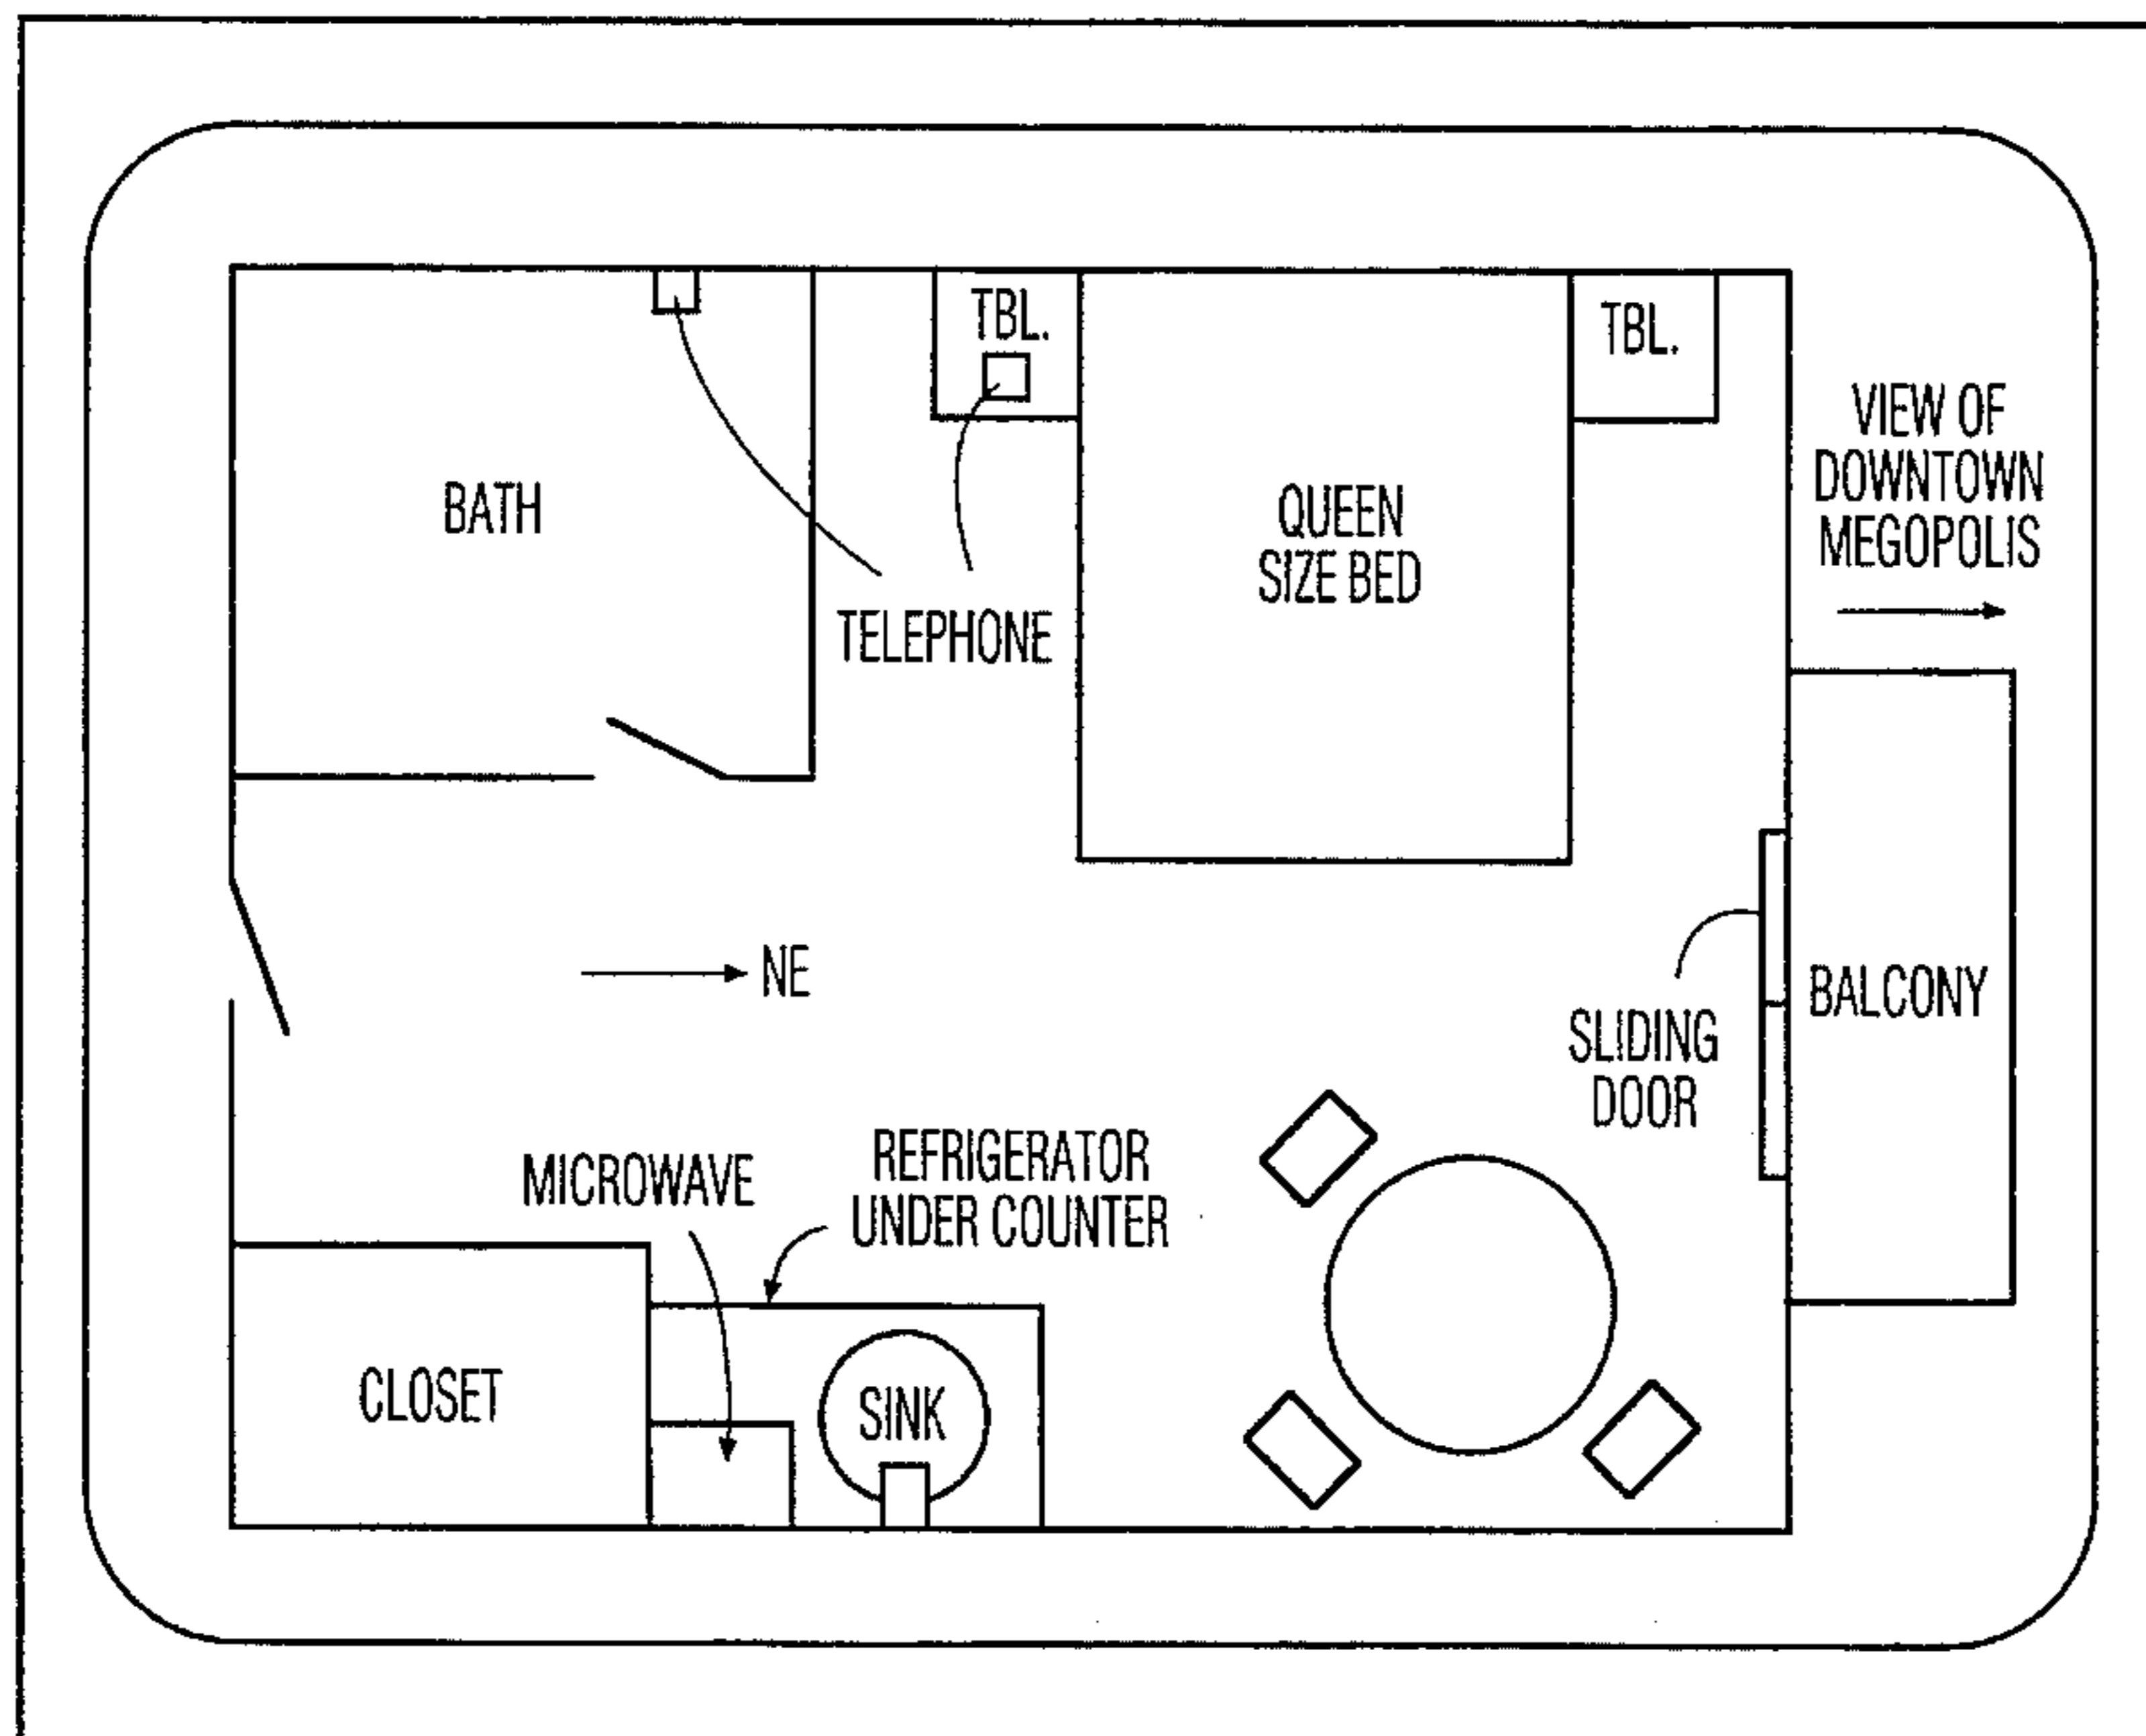 TBL.
TBL.
VIEW OF
DOWNTOWN
MEGOPOLIS
BATH
QUEEN
SIZE BED
TELEPHONE
NE
BALCONY
SLIDING
DOOR
MICROWAVE
REFRIGERATOR
UNDER COUNTER
CLOSET
SINK